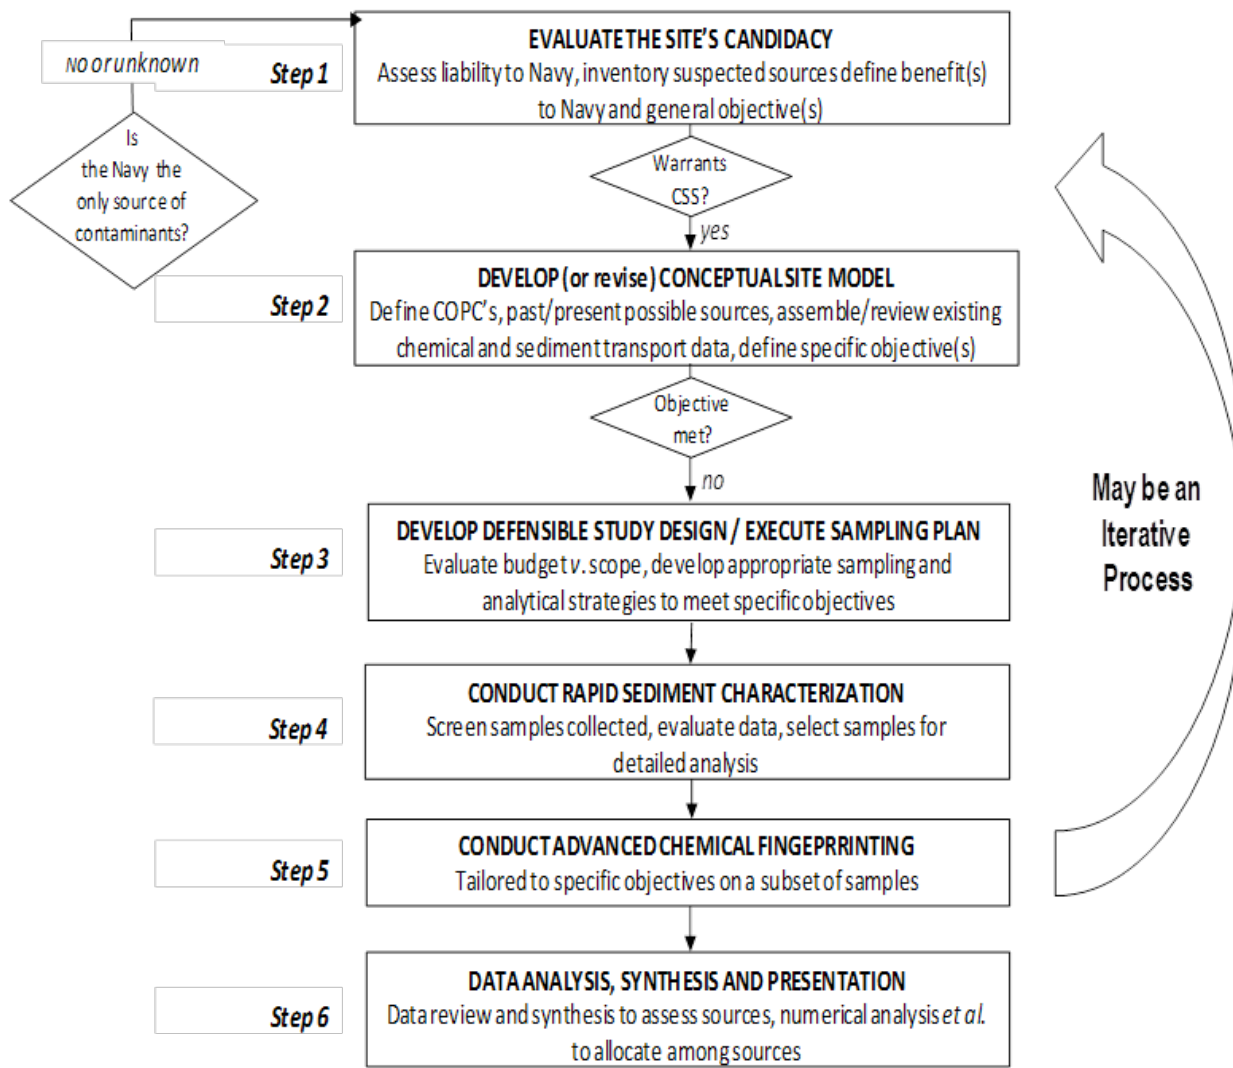 No or unknown
Is
the Navy the
only source of
contaminants?
Step 1
EVALUATE THE SITE'S CANDIDACY
Assess liability to Navy, inventory suspected sources define benefit(s)
to Navy and general objective(s)
Warrants
CSS?
yes
Step 2
DEVELOP (or revise) CONCEPTUAL SITE MODEL
Define COPC's, past/present possible sources, assemble/review existing
chemical and sediment transport data, define specific objective(s)
Objective
met?
no
Step 3
DEVELOP DEFENSIBLE STUDY DESIGN / EXECUTE SAMPLING PLAN
Evaluate budget v. scope, develop appropriate sampling and
analytical strategies to meet specific objectives
Step 4
CONDUCT RAPID SEDIMENT CHARACTERIZATION
Screen samples collected, evaluate data, select samples for
detailed analysis
Step 5
CONDUCT ADVANCED CHEMICAL FINGEPRRINTING
Tailored to specific objectives on a subset of samples
Step 6
DATA ANALYSIS, SYNTHESIS AND PRESENTATION
Data review and synthesis to assess sources, numerical analysis et al.
to allocate among sources
May be an
Iterative
Process